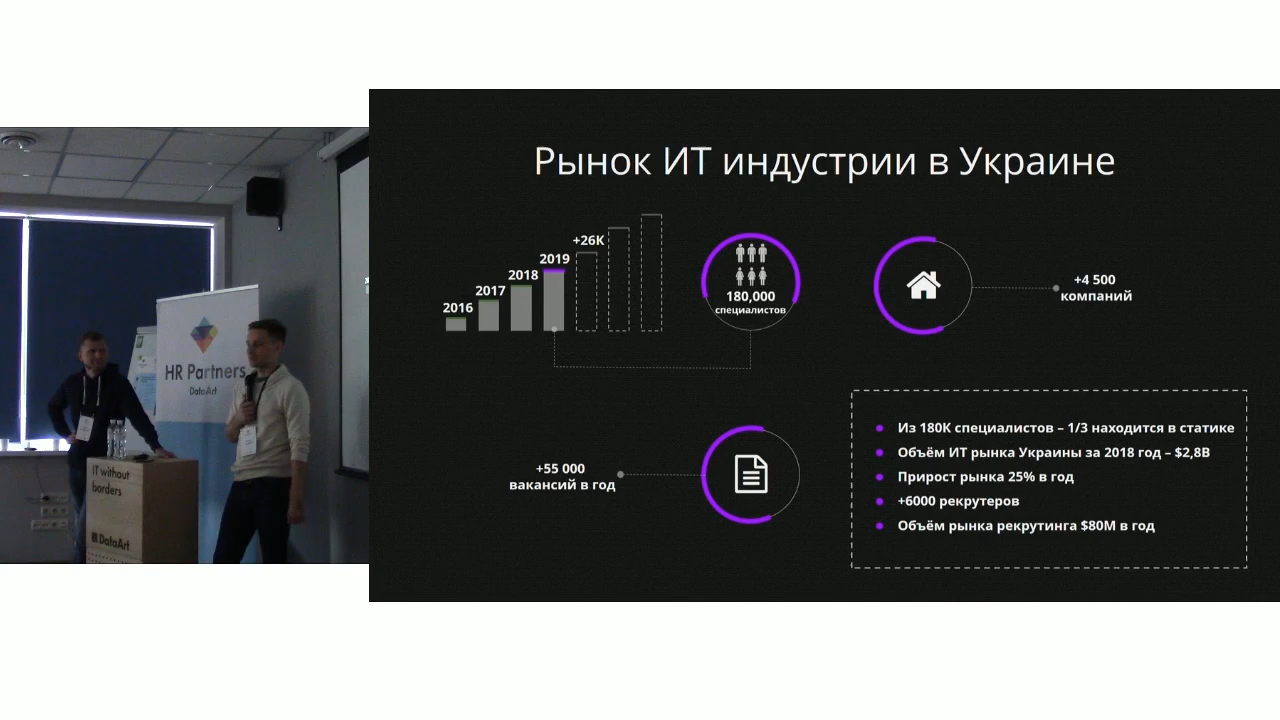 Рынок ИТ индустрии в Украине
+26K
2019
2018
2017
2016
180,000
специалистов
+4 500
компаний
+55 000
вакансий в год
Из 180К специалистов – 1/3 находится в статике
Объём ИТ рынка Украины за 2018 год – $2,8В
Прирост рынка 25% в год
+6000 рекрутеров
Объём рынка рекрутинга $80М в год
HR Partners
DataArt
IT without
borders
DataArt